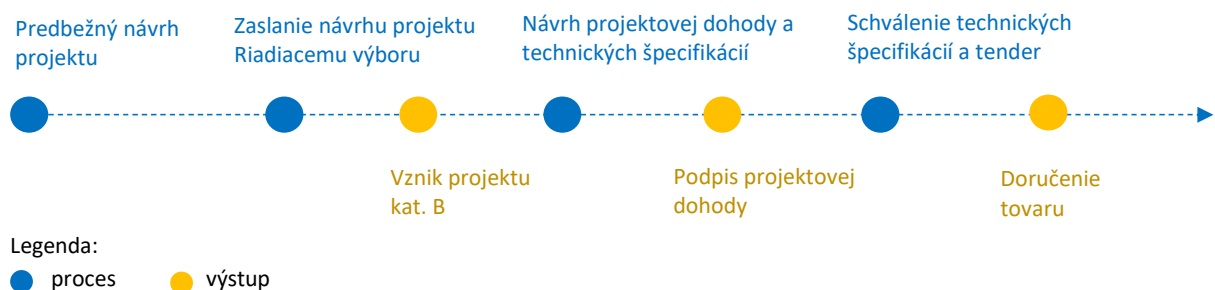 Predbežný návrh
projektu
Zaslanie návrhu projektu
Riadiacemu výboru
Návrh projektovej dohody a
technických špecifikácií
Schválenie technických
špecifikácií a tender
Vznik projektu
kat. B
Podpis projektovej
dohody
Doručenie
tovaru
Legenda:
proces
výstup